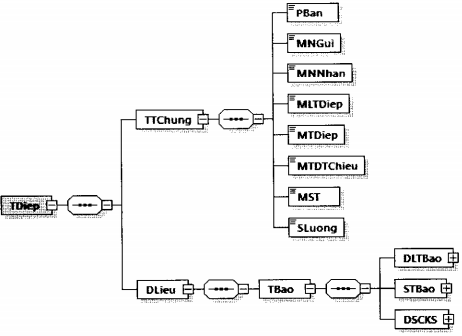 PBan
MNGui
MNNhan
MLTDiep
TTChung
MTDiep
MTDTChieu
MST
TDiep
SLuong
DLTBao
DLieu
TBao
STBao
DSCKS